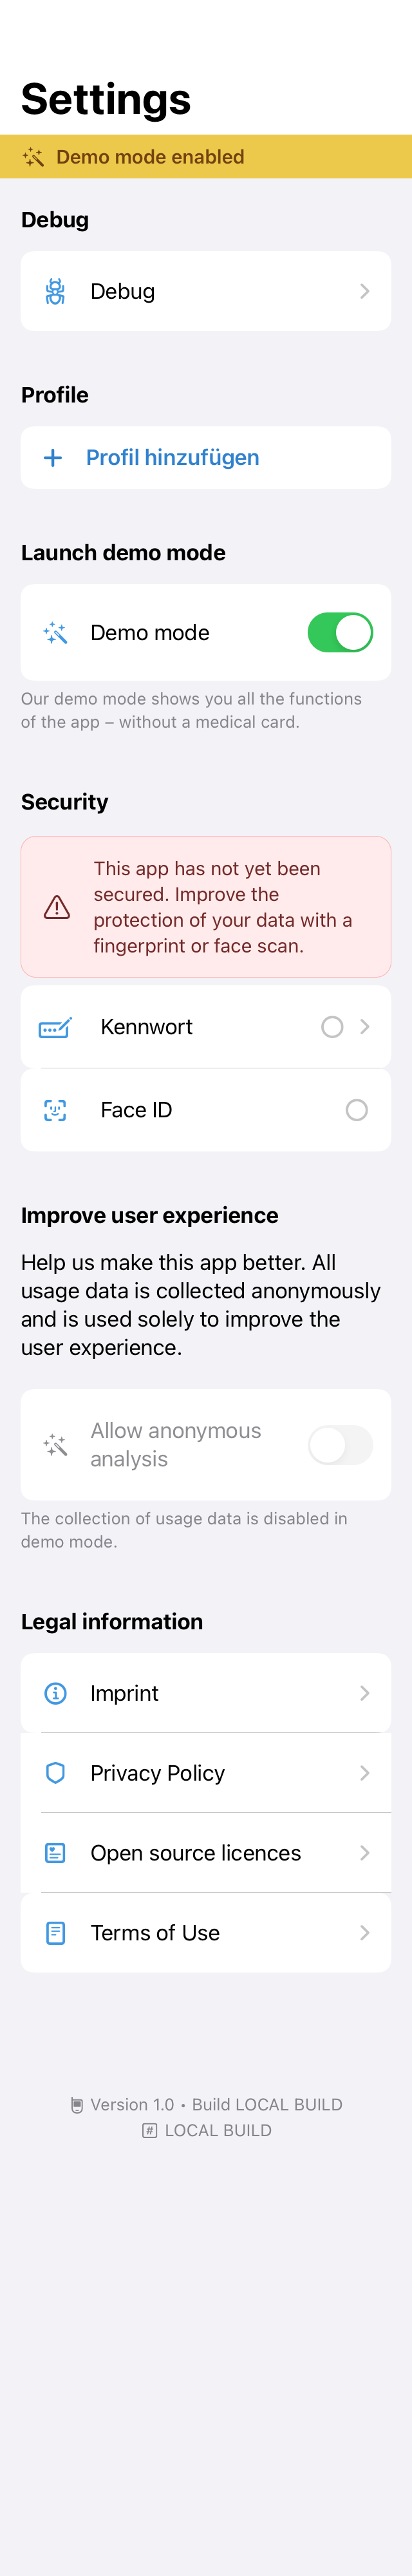 Settings
Demo mode enabled
Debug
Debug
Profile
Profil hinzufügen
Launch demo mode
Demo mode
Our demo mode shows you all the functions
of the app – without a medical card.
Security
This app has not yet been
secured. Improve the
protection of your data with a
fingerprint or face scan.
Kennwort
Face ID
Improve user experience
Help us make this app better. All
usage data is collected anonymously
and is used solely to improve the
user experience.
Allow anonymous
analysis
The collection of usage data is disabled in
demo mode.
Legal information
Imprint
Privacy Policy
Open source licences
Terms of Use
Version 1.0 • Build LOCAL BUILD
# LOCAL BUILD